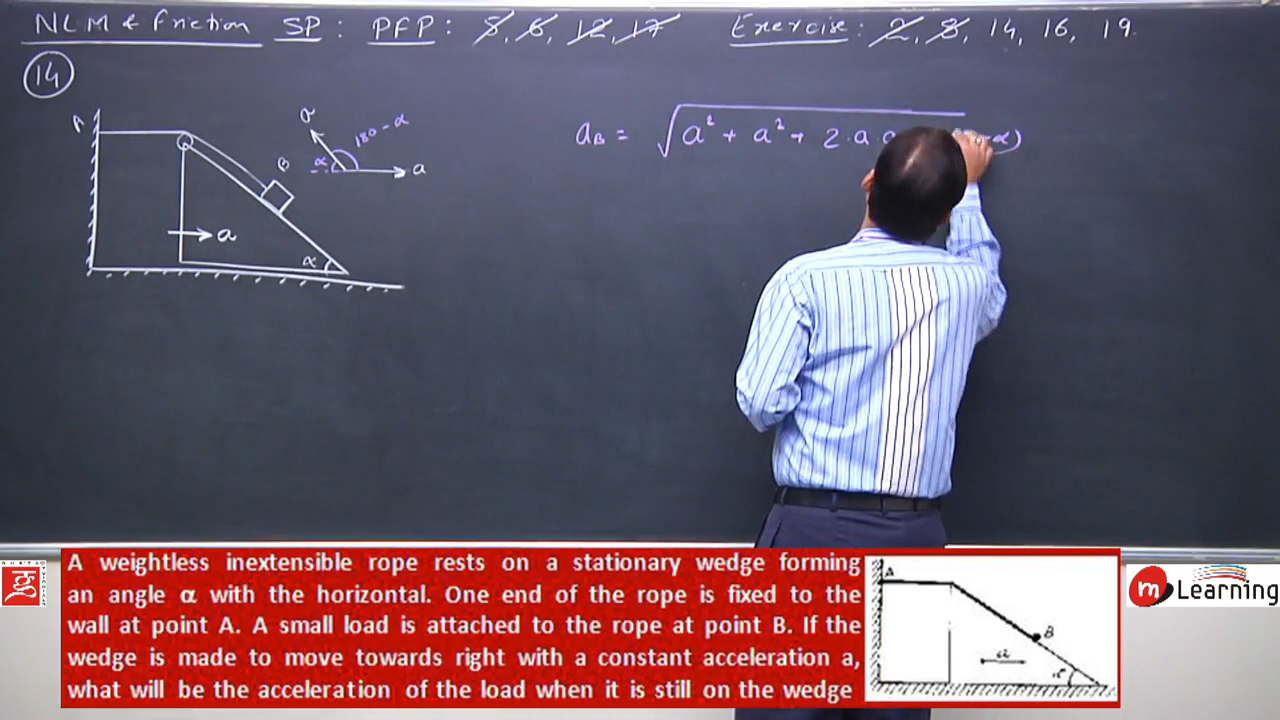 NLM & Friction SP : PFP : 5, 6, 12, 17 Exercise : 2, 8, 14, 16, 19.
14
A
a
180 - α
α
a
B
a
α
a_B = √a² + a² + 2·a α)
A weightless inextensible rope rests on a stationary wedge forming
an angle α with the horizontal. One end of the rope is fixed to the
wall at point A. A small load is attached to the rope at point B. If the
wedge is made to move towards right with a constant acceleration a,
what will be the acceleration of the load when it is still on the wedge
A
B
a
m Learning